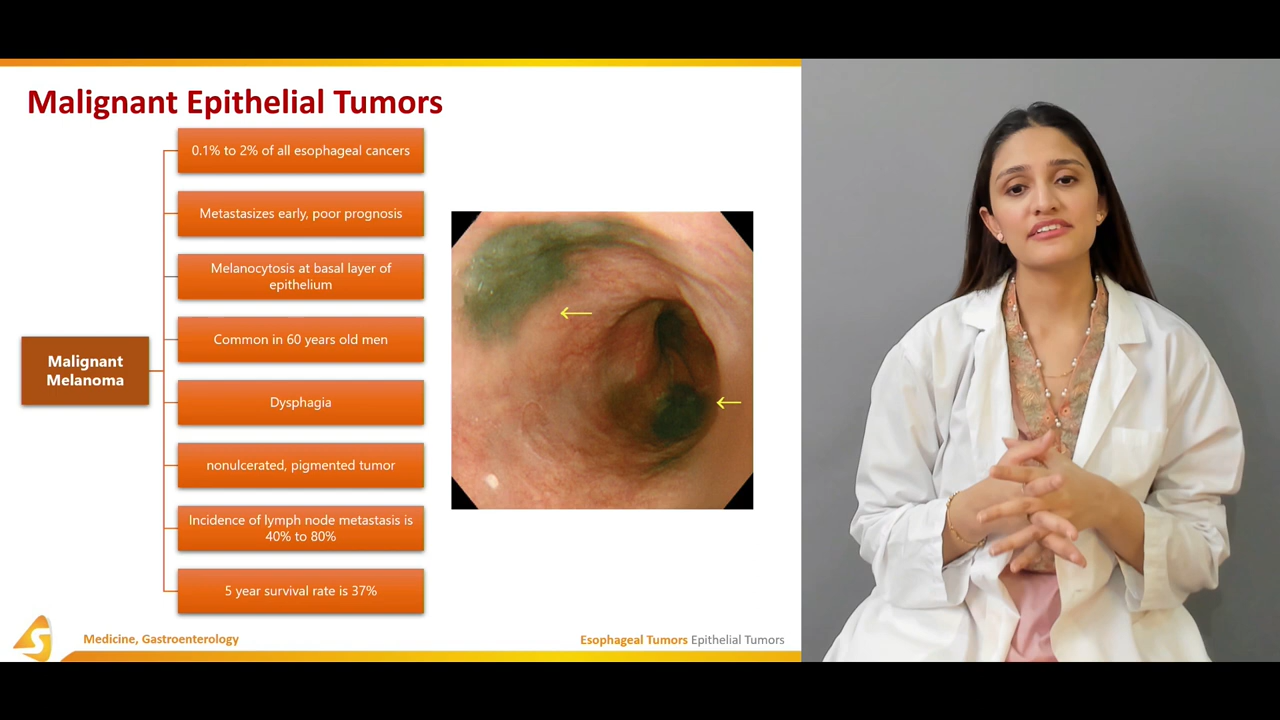 Malignant Epithelial Tumors
Malignant
Melanoma
0.1% to 2% of all esophageal cancers
Metastasizes early, poor prognosis
Melanocytosis at basal layer of
epithelium
Common in 60 years old men
Dysphagia
nonulcerated, pigmented tumor
Incidence of lymph node metastasis is
40% to 80%
5 year survival rate is 37%
Medicine, Gastroenterology
Esophageal Tumors Epithelial Tumors